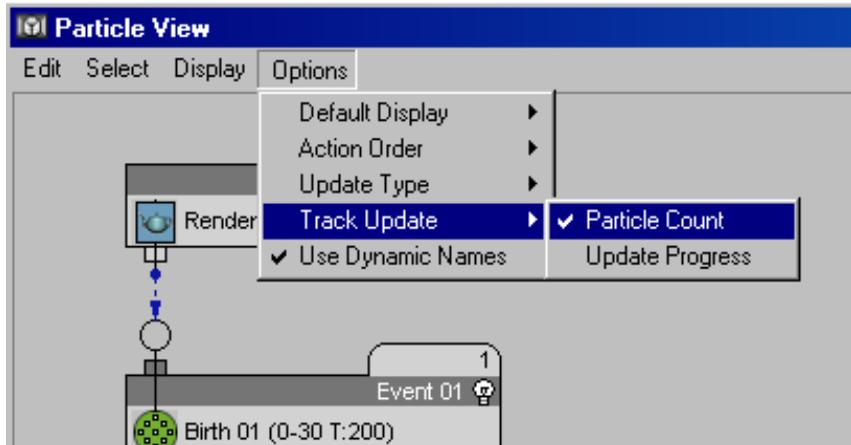 Particle View
Edit Select Display Options
Default Display
Action Order
Update Type
Render
Track Update
Particle Count
Use Dynamic Names
Update Progress
1
Event 01
Birth 01 (0-30 T:200)